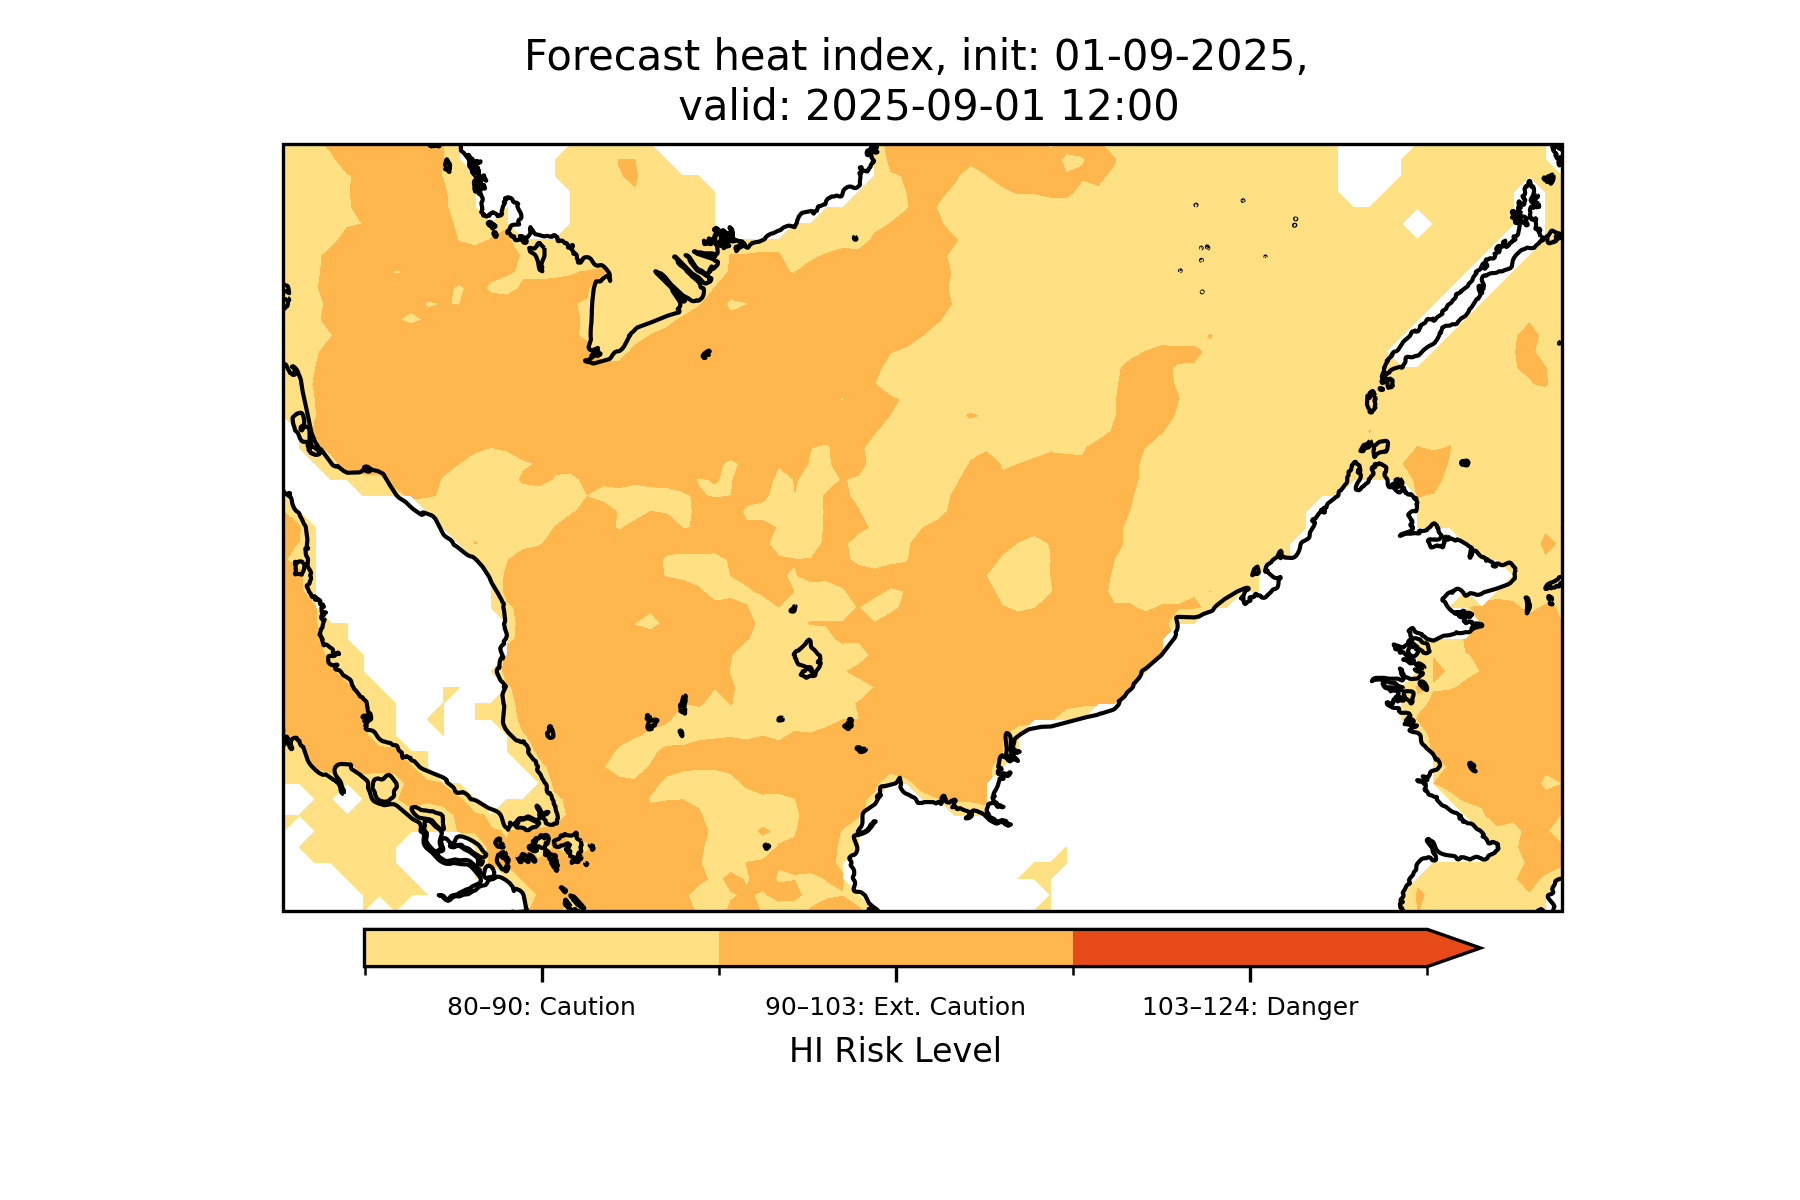 Forecast heat index, init: 01-09-2025,
valid: 2025-09-01 12:00
80–90: Caution
90–103: Ext. Caution
103–124: Danger
HI Risk Level